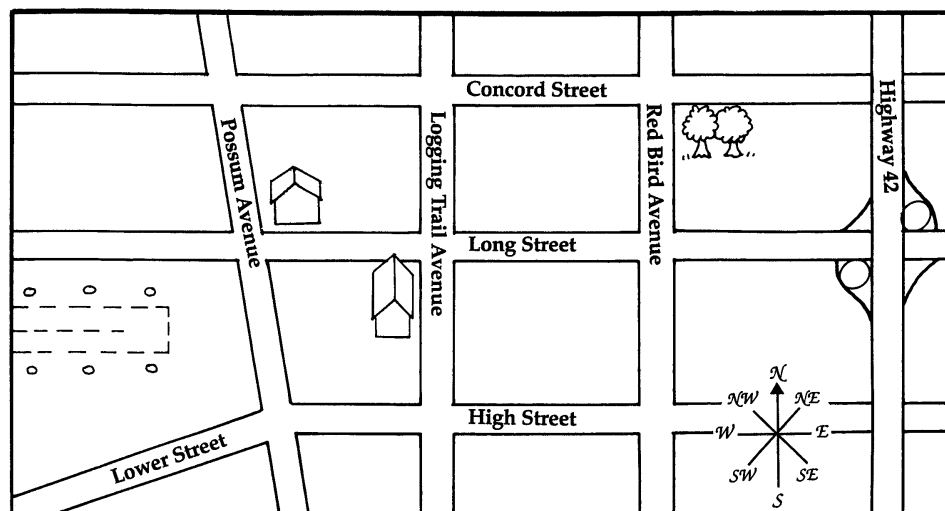 Concord Street
Possum Avenue
Logging Trail Avenue
Red Bird Avenue
Highway 42
Long Street
High Street
Lower Street
N
NW
NE
W
E
SW
SE
S